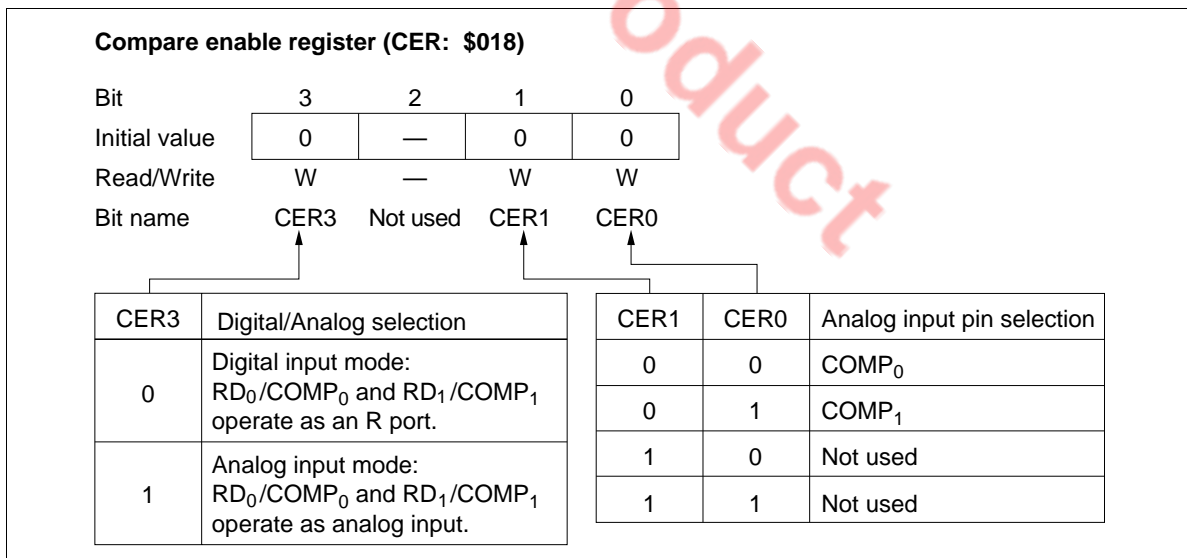 Compare enable register (CER: $018)
Bit 3 2 1 0
Initial value 0 — 0 0
Read/Write W — W W
Bit name CER3 Not used CER1 CER0
CER3 Digital/Analog selection
0 Digital input mode:
RD0/COMP0 and RD1/COMP1
operate as an R port.
1 Analog input mode:
RD0/COMP0 and RD1/COMP1
operate as analog input.
CER1 CER0 Analog input pin selection
0 0 COMP0
0 1 COMP1
1 0 Not used
1 1 Not used
oduct